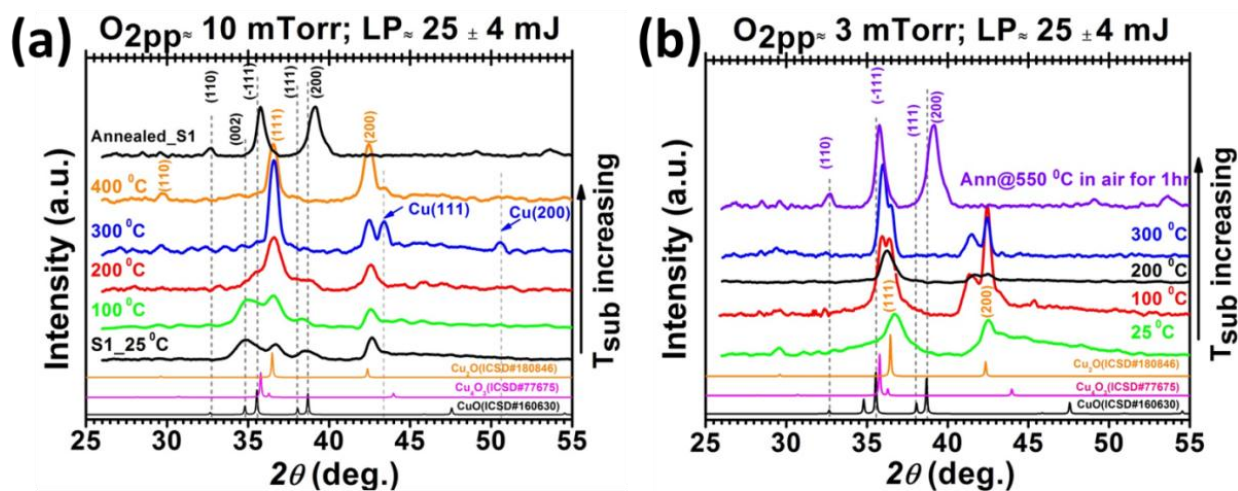 (a) O2pp≈ 10 mTorr; LP≈ 25 ± 4 mJ
(110)
(002)
(-111)
(111)
(200)
Annealed_S1
(111)
(200)
(110)
400 ⁰C
Cu(111)
Cu(200)
300 ⁰C
200 ⁰C
100 ⁰C
S1_25 ⁰C
Cu₂O(ICSD#180846)
Cu₄O₃(ICSD#77675)
CuO(ICSD#160630)
Intensity (a.u.)
TSUB increasing
25 30 35 40 45 50 55
2θ (deg.)
(b) O2pp≈ 3 mTorr; LP≈ 25 ± 4 mJ
(110)
(-111)
(111)
(200)
Ann@550 ⁰C in air for 1hr
300 ⁰C
200 ⁰C
100 ⁰C
(111)
(200)
25 ⁰C
Cu₂O(ICSD#180846)
Cu₄O₃(ICSD#77675)
CuO(ICSD#160630)
Intensity (a.u.)
TSUB increasing
25 30 35 40 45 50 55
2θ (deg.)